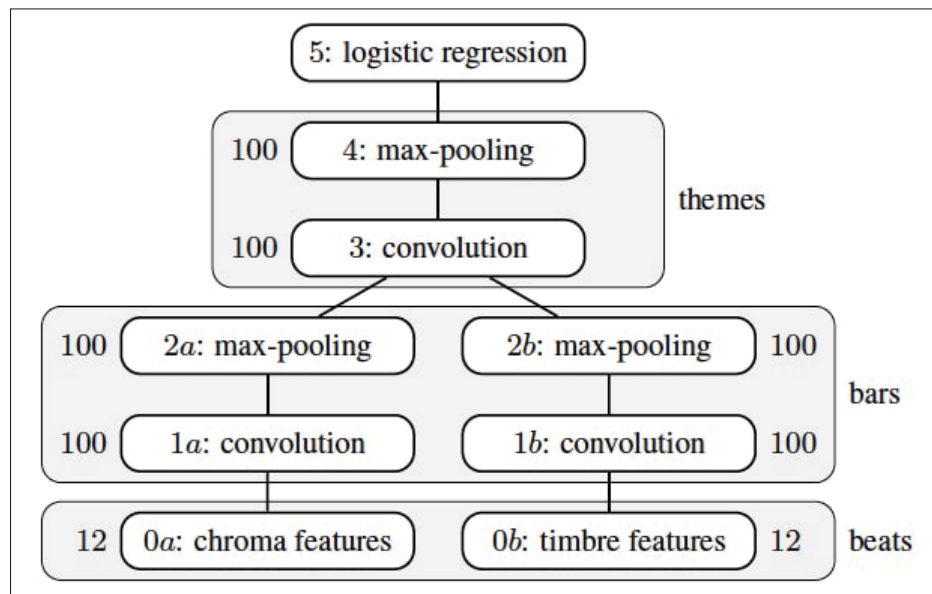 5: logistic regression
100 4: max-pooling
themes
100 3: convolution
100 2a: max-pooling 2b: max-pooling 100
bars
100 1a: convolution 1b: convolution 100
12 0a: chroma features 0b: timbre features 12 beats